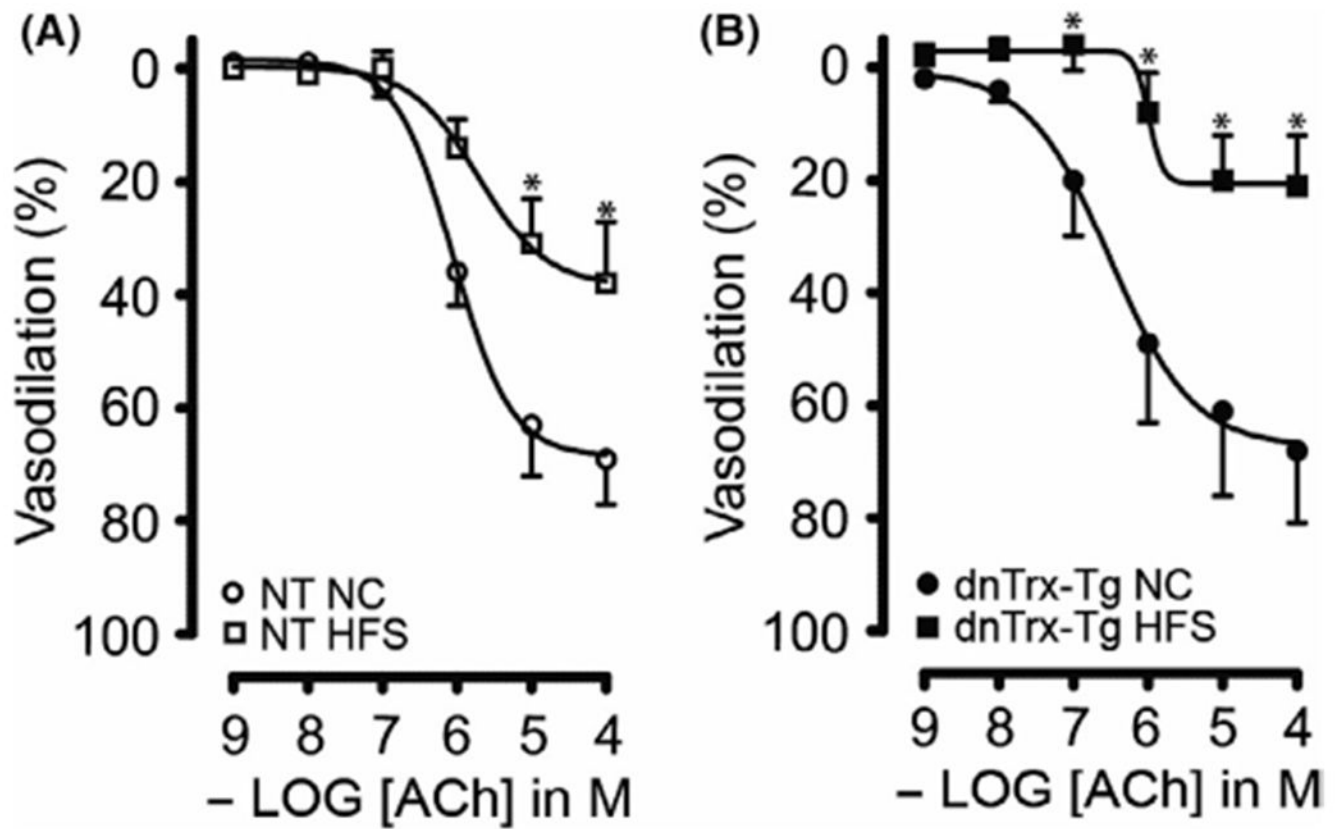 (A)
Vasodilation (%)
0
20
40
60
80
100
*
*
NT NC
NT HFS
9 8 7 6 5 4
– LOG [ACh] in M
(B)
Vasodilation (%)
0
20
40
60
80
100
*
*
*
*
dnTrx-Tg NC
dnTrx-Tg HFS
9 8 7 6 5 4
– LOG [ACh] in M